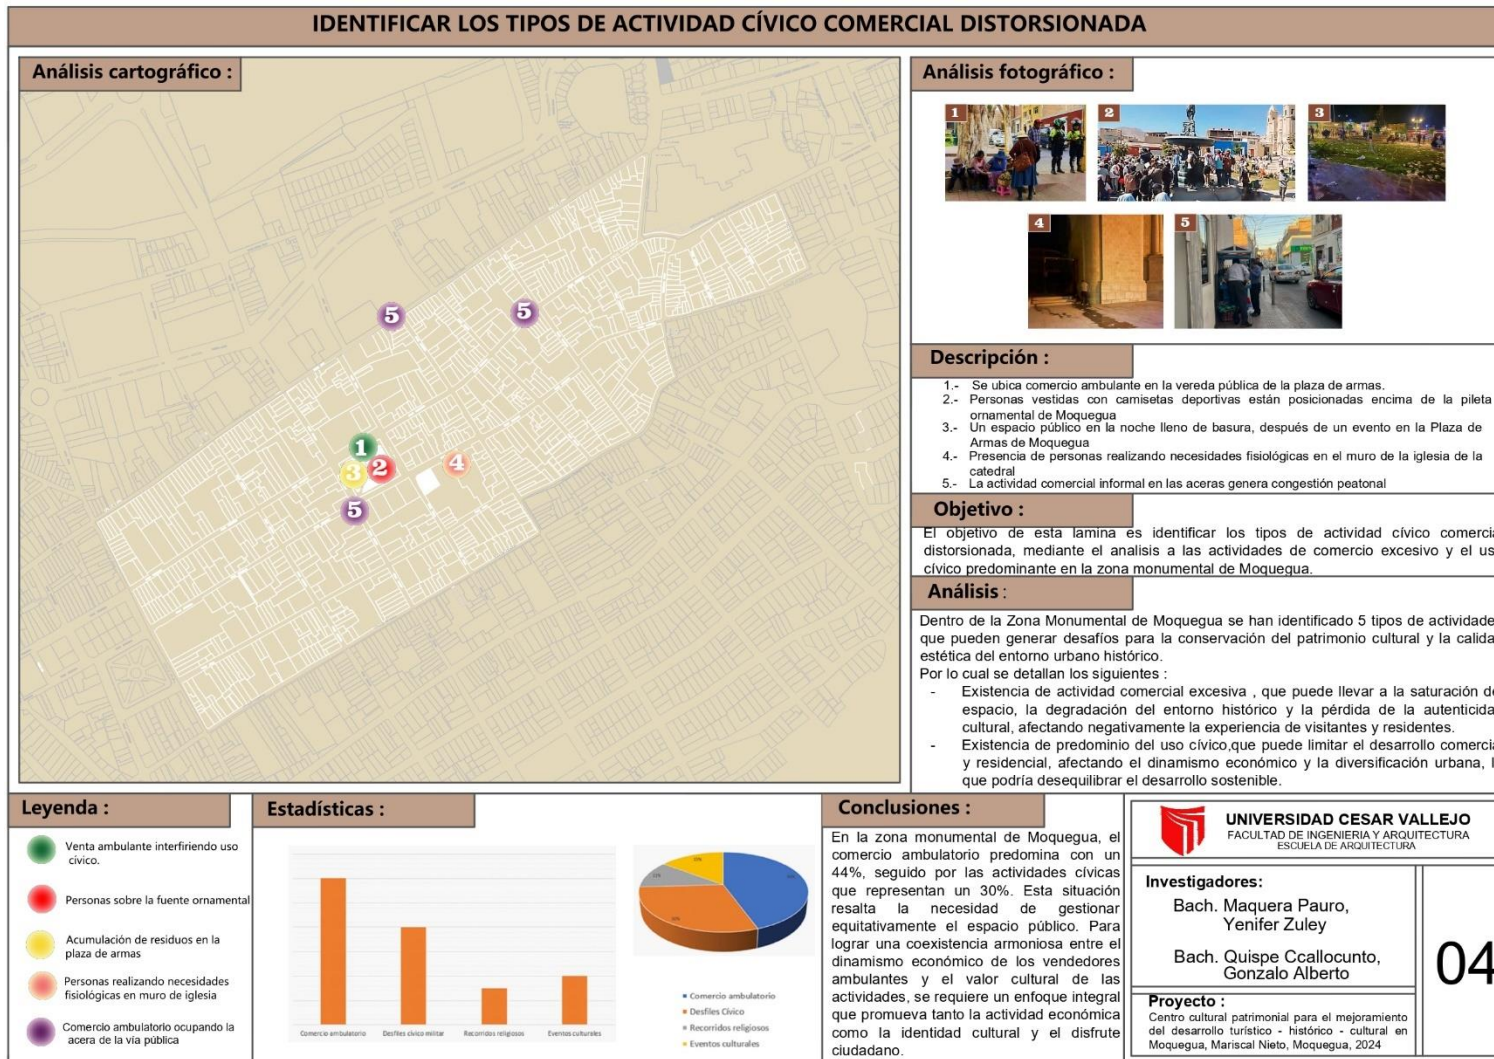 IDENTIFICAR LOS TIPOS DE ACTIVIDAD CÍVICO COMERCIAL DISTORSIONADA
Análisis cartográfico :
5
5
1
2
3
4
5
Análisis fotográfico :
1
2
3
4
5
Descripción :
1.- Se ubica comercio ambulante en la vereda pública de la plaza de armas.
2.- Personas vestidas con camisetas deportivas están posicionadas encima de la pileta
ornamental de Moquegua
3.- Un espacio público en la noche lleno de basura, después de un evento en la Plaza de
Armas de Moquegua
4.- Presencia de personas realizando necesidades fisiológicas en el muro de la iglesia de la
catedral
5.- La actividad comercial informal en las aceras genera congestión peatonal
Objetivo :
El objetivo de esta lamina es identificar los tipos de actividad cívico comercia
distorsionada, mediante el analisis a las actividades de comercio excesivo y el us
cívico predominante en la zona monumental de Moquegua.
Análisis :
Dentro de la Zona Monumental de Moquegua se han identificado 5 tipos de actividade
que pueden generar desafíos para la conservación del patrimonio cultural y la calida
estética del entorno urbano histórico.
Por lo cual se detallan los siguientes :
- Existencia de actividad comercial excesiva , que puede llevar a la saturación de
espacio, la degradación del entorno histórico y la pérdida de la autenticida
cultural, afectando negativamente la experiencia de visitantes y residentes.
- Existencia de predominio del uso cívico,que puede limitar el desarrollo comercia
y residencial, afectando el dinamismo económico y la diversificación urbana, l
que podría desequilibrar el desarrollo sostenible.
Leyenda :
Venta ambulante interfiriendo uso
cívico.
Personas sobre la fuente ornamental
Acumulación de residuos en la
plaza de armas
Personas realizando necesidades
fisiológicas en muro de iglesia
Comercio ambulatorio ocupando la
acera de la vía pública
Estadísticas :
Comercio ambulatorio
Desfiles cívico militar
Recorridos religiosos
Eventos culturales
Comercio ambulatorio
Desfiles Cívico
Recorridos religiosos
Eventos culturales
Conclusiones :
En la zona monumental de Moquegua, el
comercio ambulatorio predomina con un
44%, seguido por las actividades cívicas
que representan un 30%. Esta situación
resalta la necesidad de gestionar
equitativamente el espacio público. Para
lograr una coexistencia armoniosa entre el
dinamismo económico de los vendedores
ambulantes y el valor cultural de las
actividades, se requiere un enfoque integral
que promueva tanto la actividad económica
como la identidad cultural y el disfrute
ciudadano.
UNIVERSIDAD CESAR VALLEJO
FACULTAD DE INGENIERIA Y ARQUITECTURA
ESCUELA DE ARQUITECTURA
Investigadores:
Bach. Maquera Pauro,
Yenifer Zuley
Bach. Quispe Ccallocunto,
Gonzalo Alberto
Proyecto :
Centro cultural patrimonial para el mejoramiento
del desarrollo turístico - histórico - cultural en
Moquegua, Mariscal Nieto, Moquegua, 2024
04